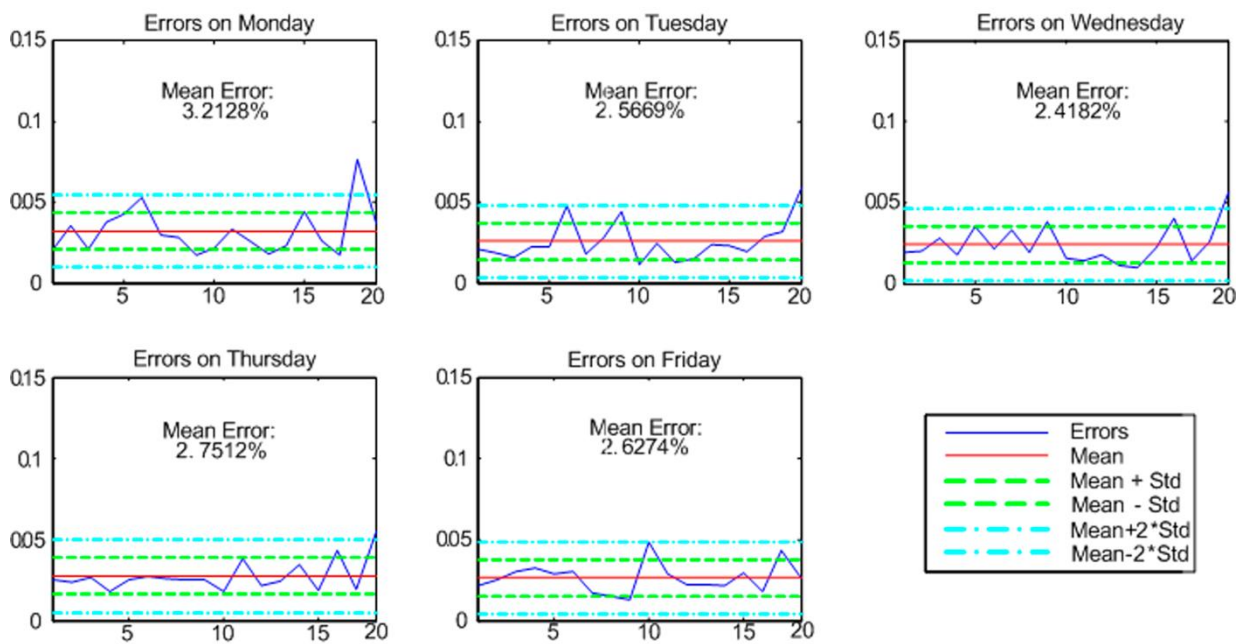 Errors on Monday
0.15
0.1
0.05
0
Mean Error:
3.2128%
5
10
15
20
Errors on Tuesday
0.15
0.1
0.05
0
Mean Error:
2.5669%
5
10
15
20
Errors on Wednesday
0.15
0.1
0.05
0
Mean Error:
2.4182%
5
10
15
20
Errors on Thursday
0.15
0.1
0.05
0
Mean Error:
2.7512%
5
10
15
20
Errors on Friday
0.15
0.1
0.05
0
Mean Error:
2.6274%
5
10
15
20
Errors
Mean
Mean + Std
Mean - Std
Mean+2*Std
Mean-2*Std